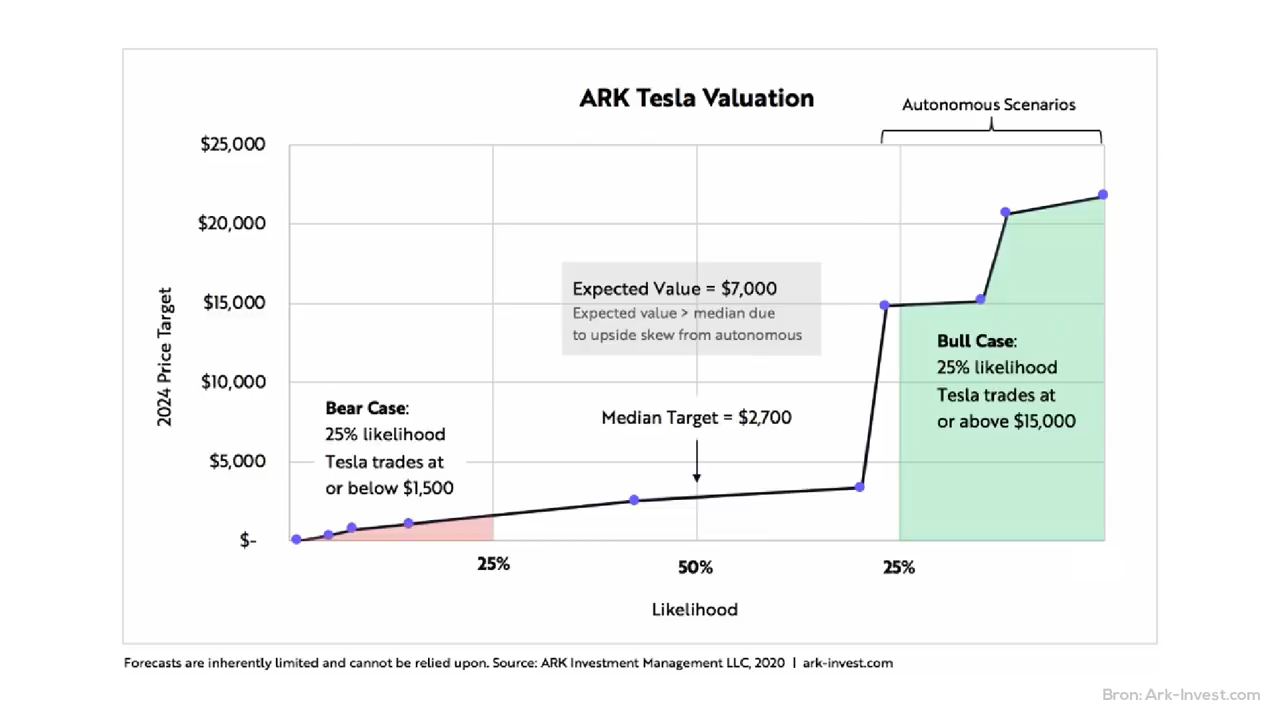 ARK Tesla Valuation
Autonomous Scenarios
$25,000
$20,000
$15,000
$10,000
$5,000
$-
2024 Price Target
Expected Value = $7,000
Expected value > median due
to upside skew from autonomous
Bull Case:
25% likelihood
Tesla trades at
or above $15,000
Bear Case:
25% likelihood
Tesla trades at
or below $1,500
Median Target = $2,700
25%
50%
25%
Likelihood
Forecasts are inherently limited and cannot be relied upon. Source: ARK Investment Management LLC, 2020 | ark-invest.com
Bron: Ark-Invest.com